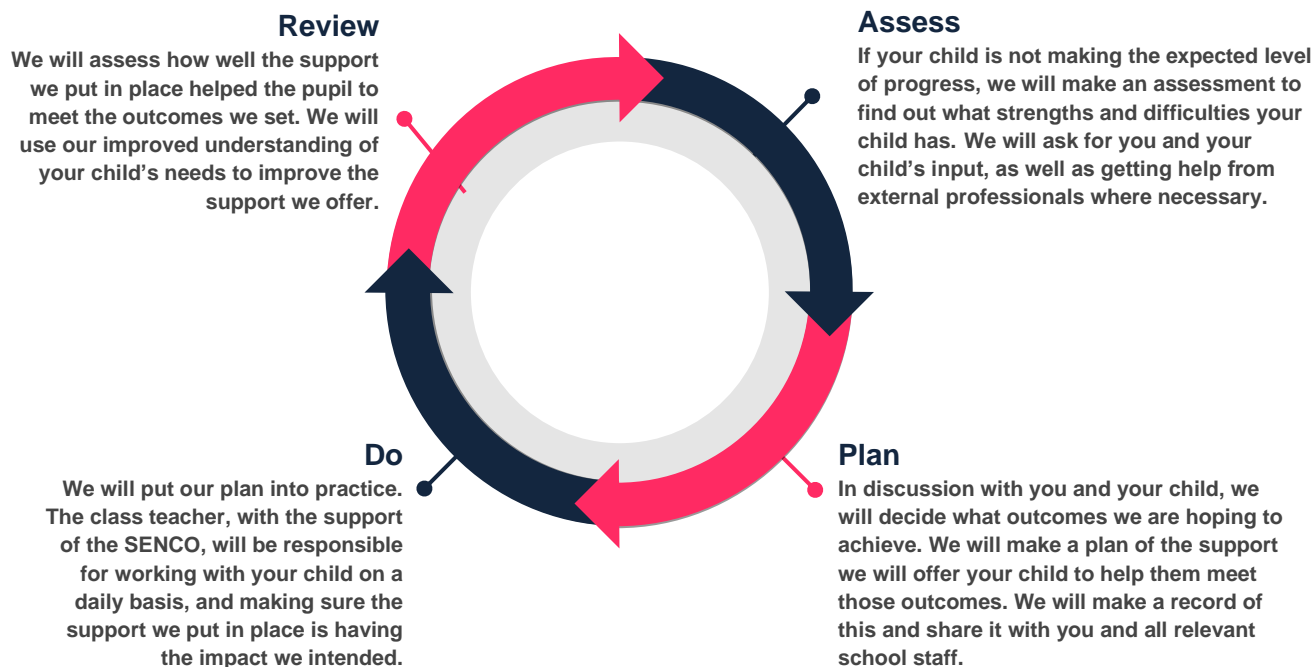 Review
We will assess how well the support
we put in place helped the pupil to
meet the outcomes we set. We will
use our improved understanding of
your child’s needs to improve the
support we offer.
Assess
If your child is not making the expected level
of progress, we will make an assessment to
find out what strengths and difficulties your
child has. We will ask for you and your
child’s input, as well as getting help from
external professionals where necessary.
Do
We will put our plan into practice.
The class teacher, with the support
of the SENCO, will be responsible
for working with your child on a
daily basis, and making sure the
support we put in place is having
the impact we intended.
Plan
In discussion with you and your child, we
will decide what outcomes we are hoping to
achieve. We will make a plan of the support
we will offer your child to help them meet
those outcomes. We will make a record of
this and share it with you and all relevant
school staff.